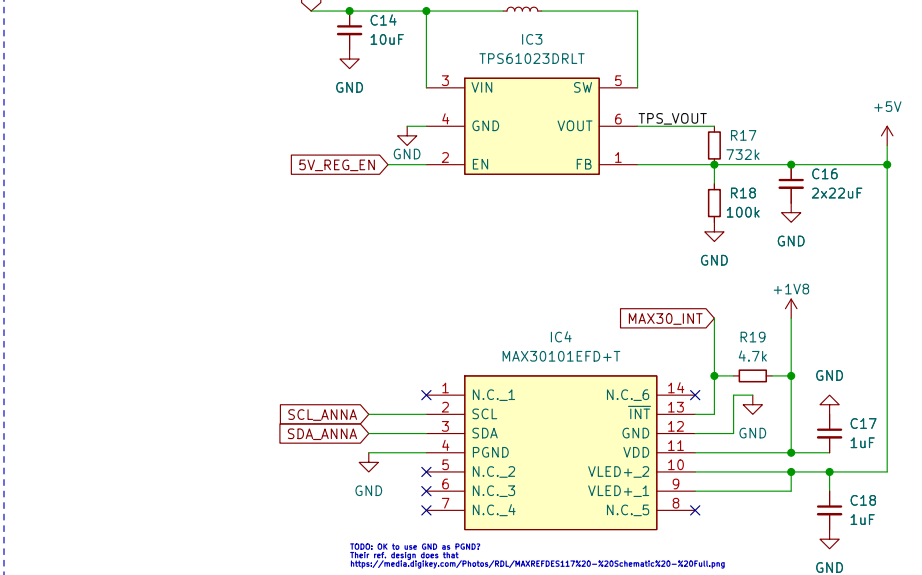 C14
10uF
GND
IC3
TPS61023DRLT
3 VIN SW 5
4 GND VOUT 6
2 EN FB 1
GND
5V_REG_EN
TPS_VOUT
R17
732k
R18
100k
GND
C16
2x22uF
GND
+5V
+1V8
MAX30_INT
R19
4.7k
IC4
MAX30101EFD+T
1 N.C._1 N.C._6 14
2 SCL INT 13
3 SDA GND 12
4 PGND VDD 11
5 N.C._2 VLED+_2 10
6 N.C._3 VLED+_1 9
7 N.C._4 N.C._5 8
SCL_ANNA
SDA_ANNA
GND
GND
GND
C17
1uF
C18
1uF
GND
TODO: OK to use GND as PGND?
Their ref. design does that
https://media.digikey.com/Photos/RDL/MAXREFDES117%20-%20Schematic%20-%20Full.png